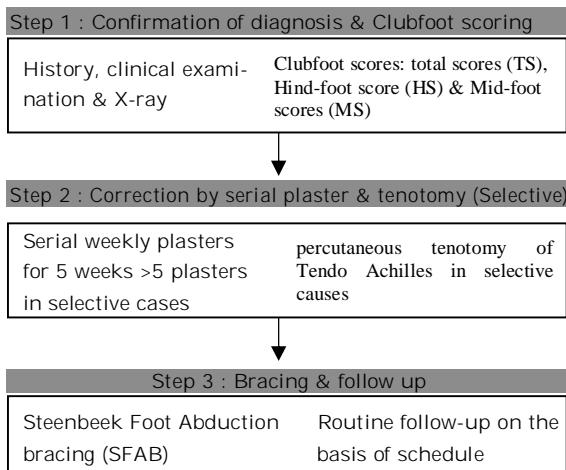 Step 1 : Confirmation of diagnosis & Clubfoot scoring
History, clinical exami-
nation & X-ray
Clubfoot scores: total scores (TS),
Hind-foot score (HS) & Mid-foot
scores (MS)
Step 2 : Correction by serial plaster & tenotomy (Selective)
Serial weekly plasters
for 5 weeks >5 plasters
in selective cases
percutaneous tenotomy of
Tendo Achilles in selective
causes
Step 3 : Bracing & follow up
Steenbeek Foot Abduction
bracing (SFAB)
Routine follow-up on the
basis of schedule